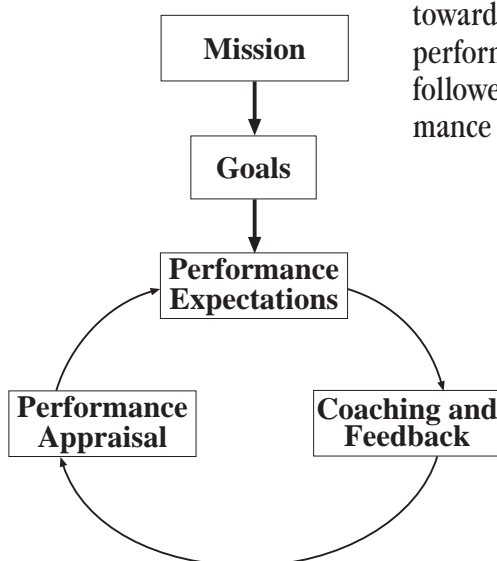 toward
perform
followe
mance
Mission
Goals
Performance
Expectations
Performance
Appraisal
Coaching and
Feedback